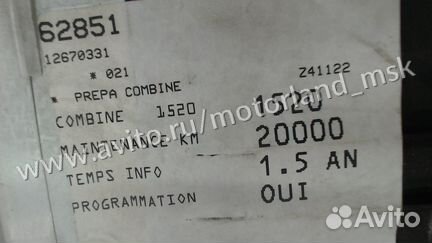 62851
12670331
* 021
Z41122
* PREPA COMBINE
COMBINE 1520 1520
MAINTENANCE KM 20000
TEMPS INFO 1.5 AN
PROGRAMMATION OUI
www.avito.ru/motorland_msk
Avito